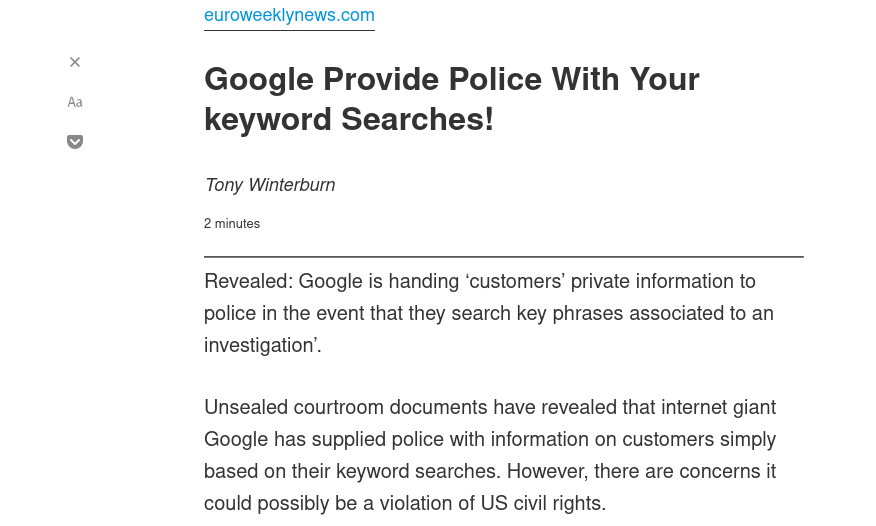 euroweeklynews.com
Google Provide Police With Your
keyword Searches!
Aa
Tony Winterburn
2 minutes
Revealed: Google is handing ‘customers’ private information to
police in the event that they search key phrases associated to an
investigation’.
Unsealed courtroom documents have revealed that internet giant
Google has supplied police with information on customers simply
based on their keyword searches. However, there are concerns it
could possibly be a violation of US civil rights.